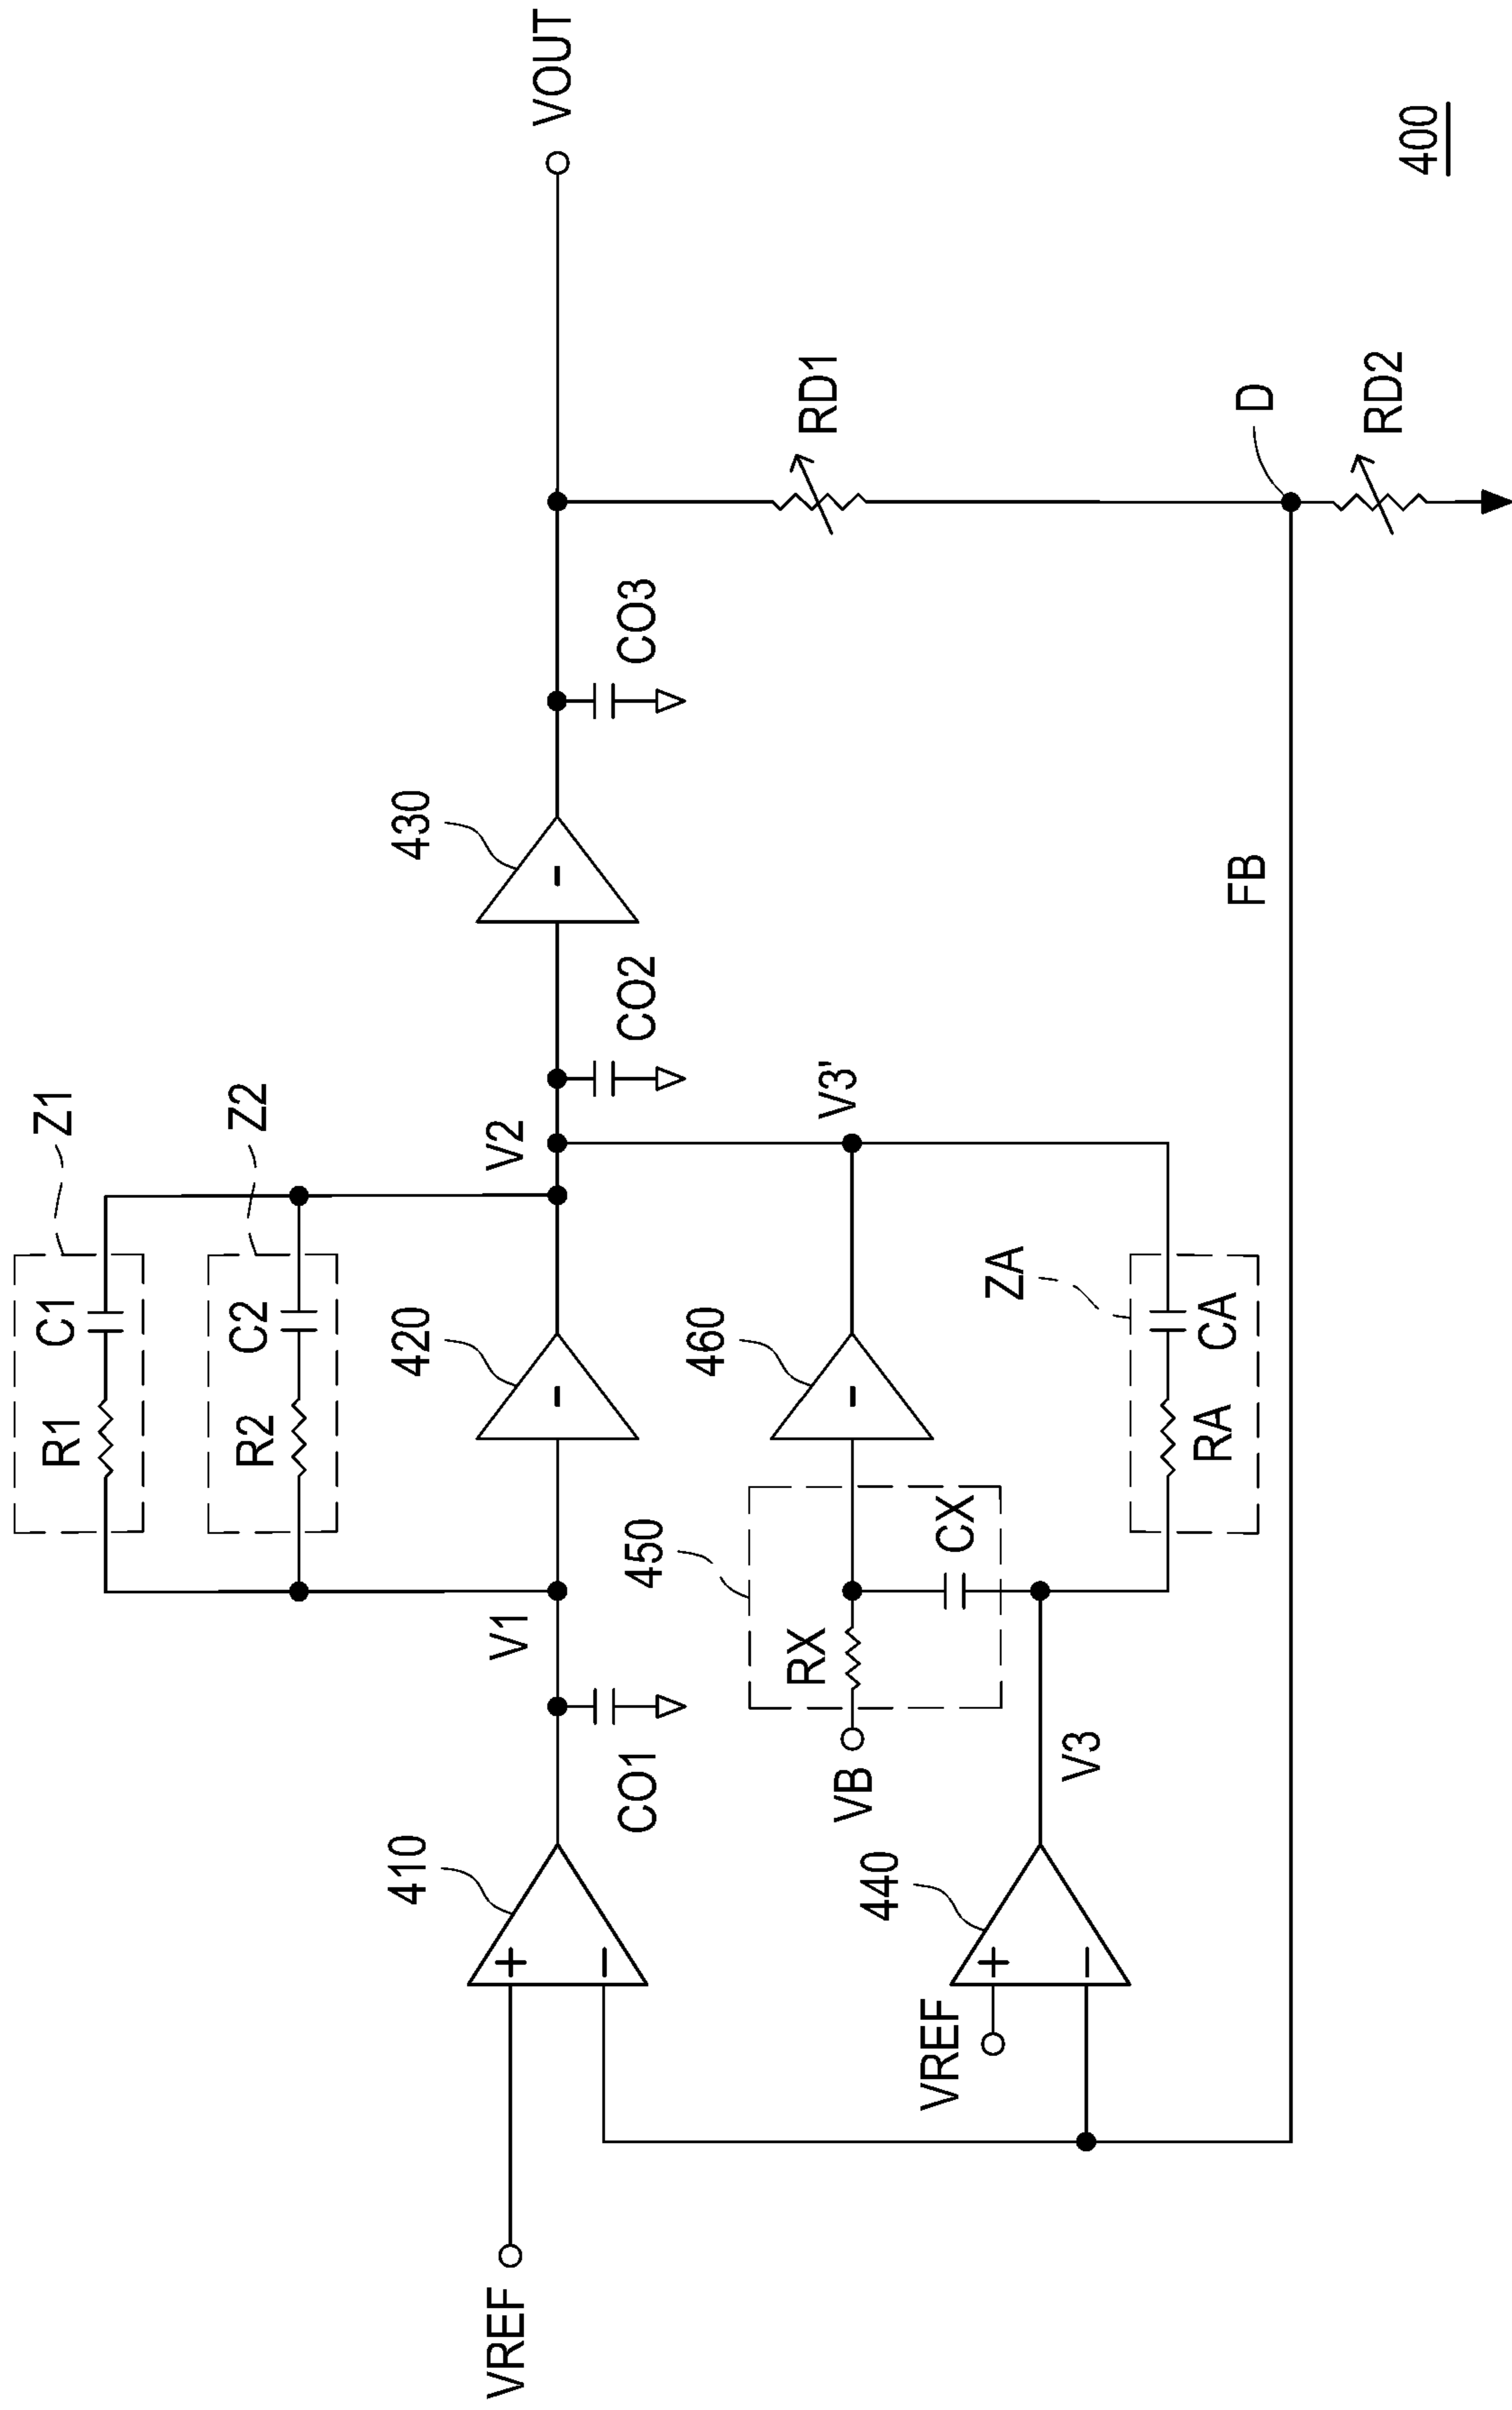 Z1
R1
C1
Z2
R2
C2
410
V1
420
V2
430
VOUT
VREF
+
−
CO1
CO2
CO3
450
460
V3'
RD1
VB
RX
CX
440
ZA
VREF
+
−
V3
RA
CA
FB
D
RD2
400